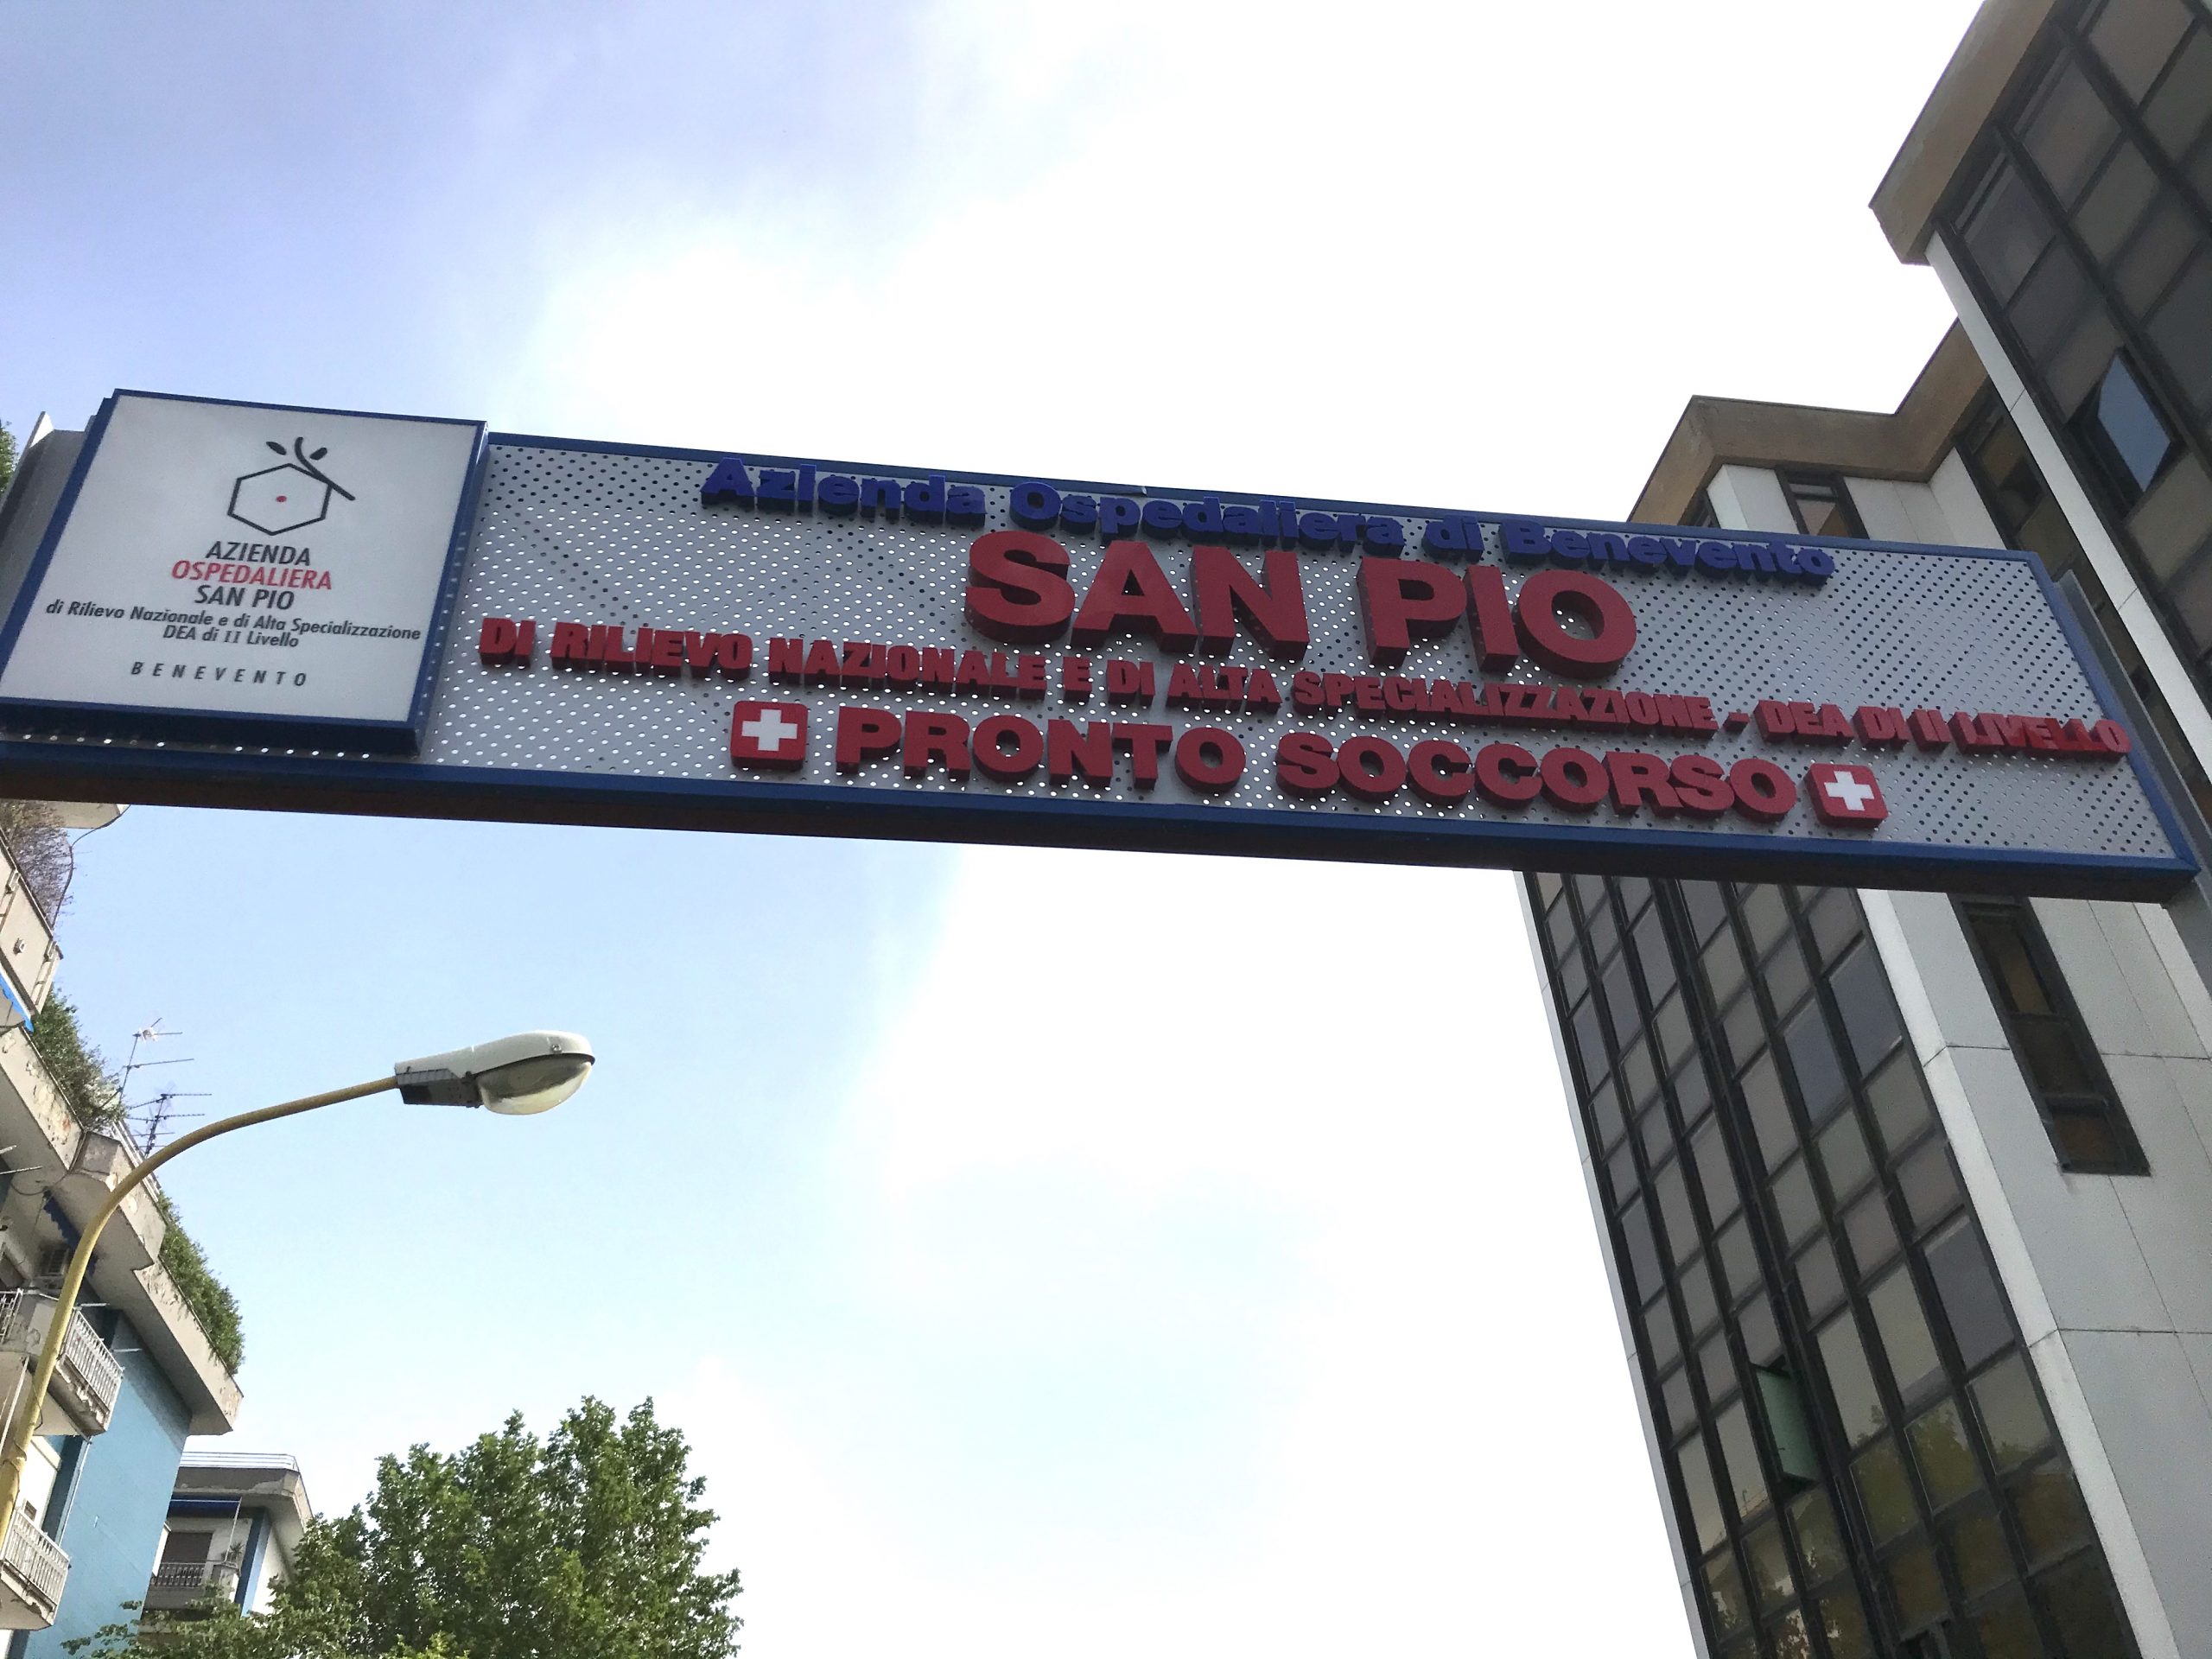 AZIENDA
OSPEDALIERA
SAN PIO
di Rilievo Nazionale e di Alta Specializzazione
DEA di II Livello
BENEVENTO
Azienda Ospedaliera di Benevento
SAN PIO
DI RILIEVO NAZIONALE E DI ALTA SPECIALIZZAZIONE - DEA DI II LIVELLO
PRONTO SOCCORSO